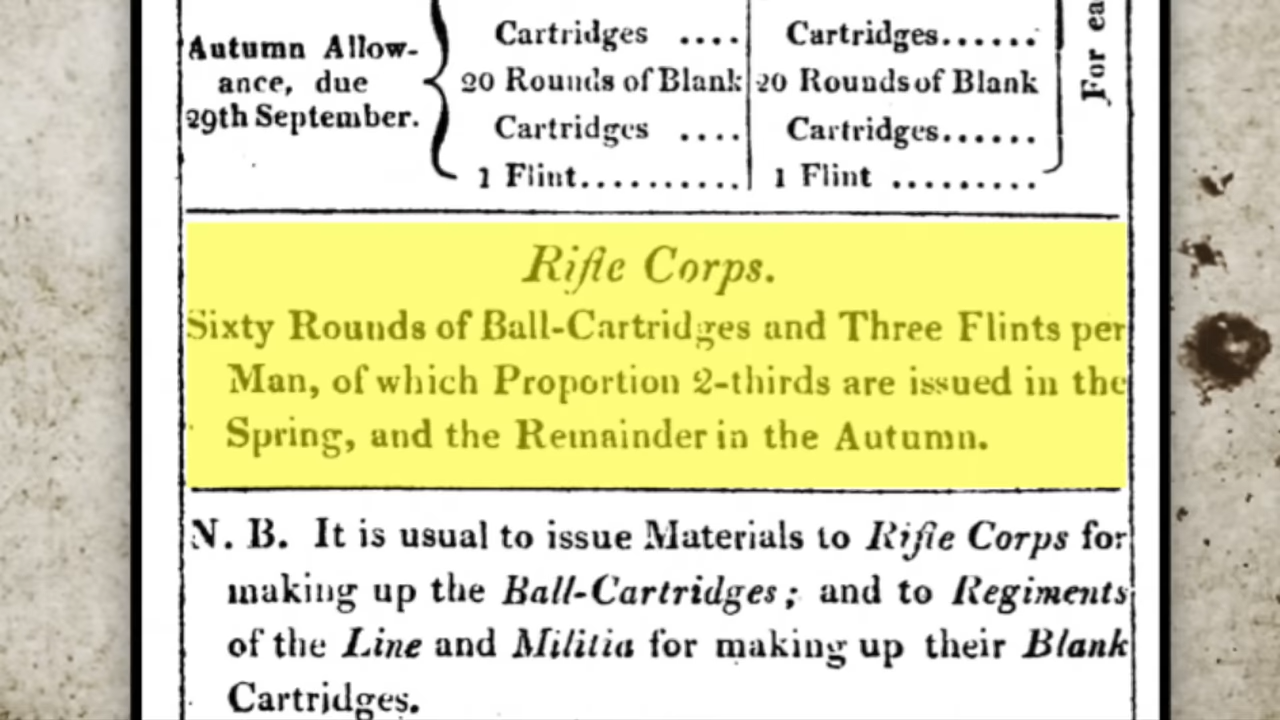 Cartridges .... Cartridges......
Autumn Allow-
ance, due
29th September.
20 Rounds of Blank 20 Rounds of Blank
Cartridges .... Cartridges......
1 Flint.......... 1 Flint .........
For ea
Rifle Corps.
Sixty Rounds of Ball-Cartridges and Three Flints per
Man, of which Proportion 2-thirds are issued in the
Spring, and the Remainder in the Autumn.
N. B. It is usual to issue Materials to Rifle Corps for
making up the Ball-Cartridges; and to Regiments
of the Line and Militia for making up their Blank
Cartridges.